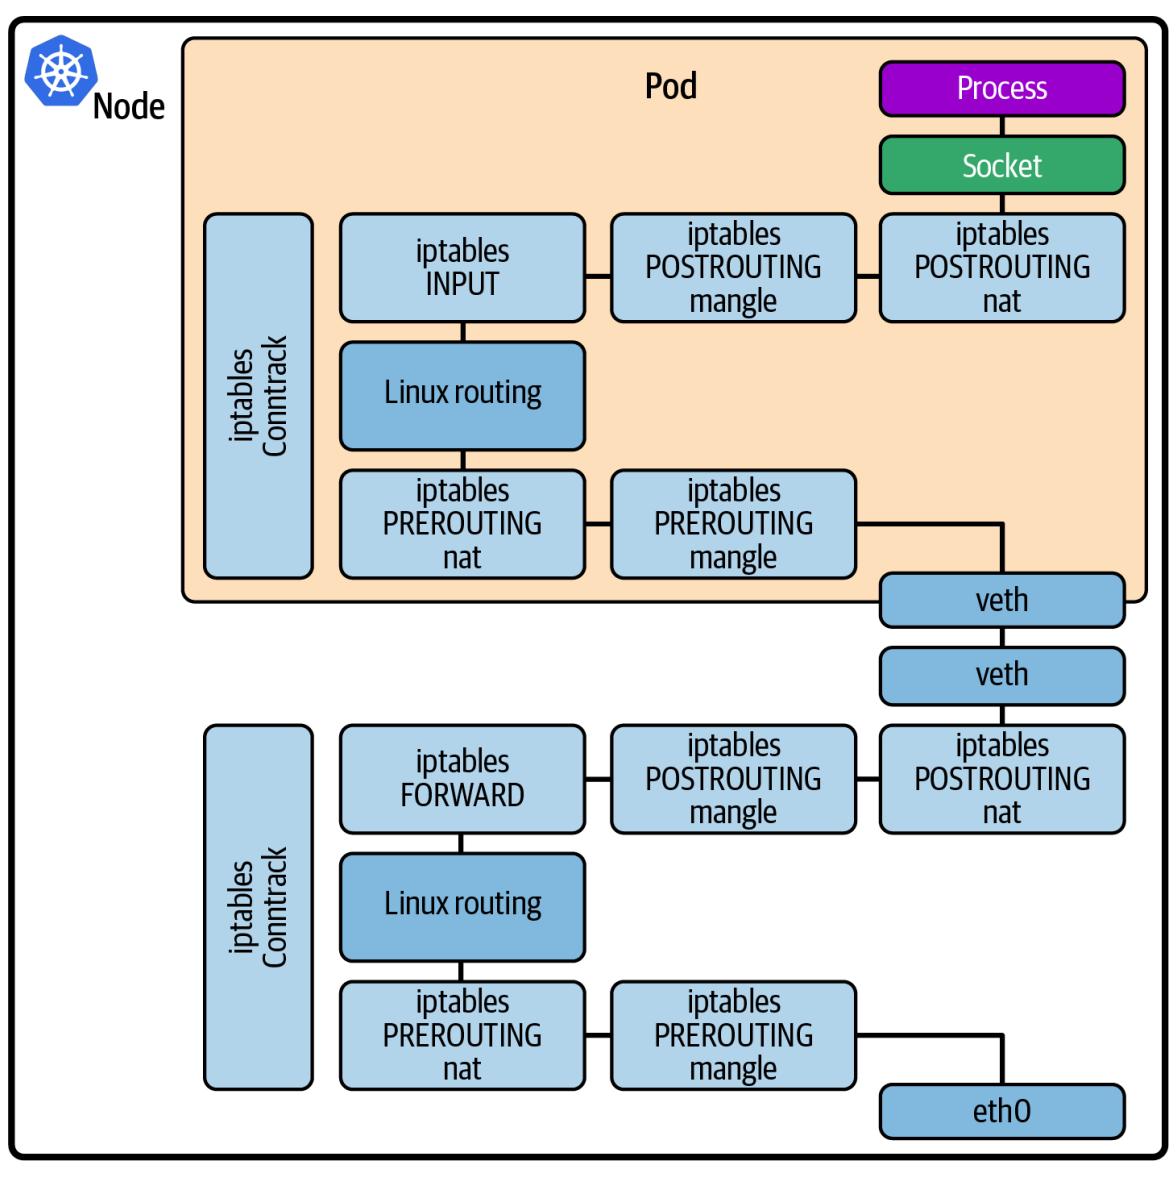 Node
Pod
Process
Socket
iptables
Conntrack
iptables
INPUT
iptables
POSTROUTING
mangle
iptables
POSTROUTING
nat
Linux routing
iptables
PREROUTING
nat
iptables
PREROUTING
mangle
veth
veth
iptables
Conntrack
iptables
FORWARD
iptables
POSTROUTING
mangle
iptables
POSTROUTING
nat
Linux routing
iptables
PREROUTING
nat
iptables
PREROUTING
mangle
eth0